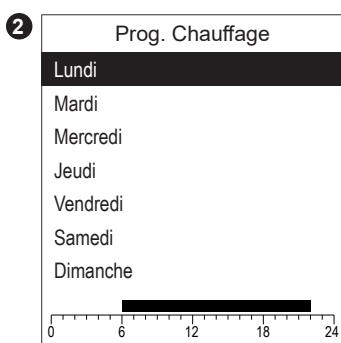 2
Prog. Chauffage
Lundi
Mardi
Mercredi
Jeudi
Vendredi
Samedi
Dimanche
0 6 12 18 24